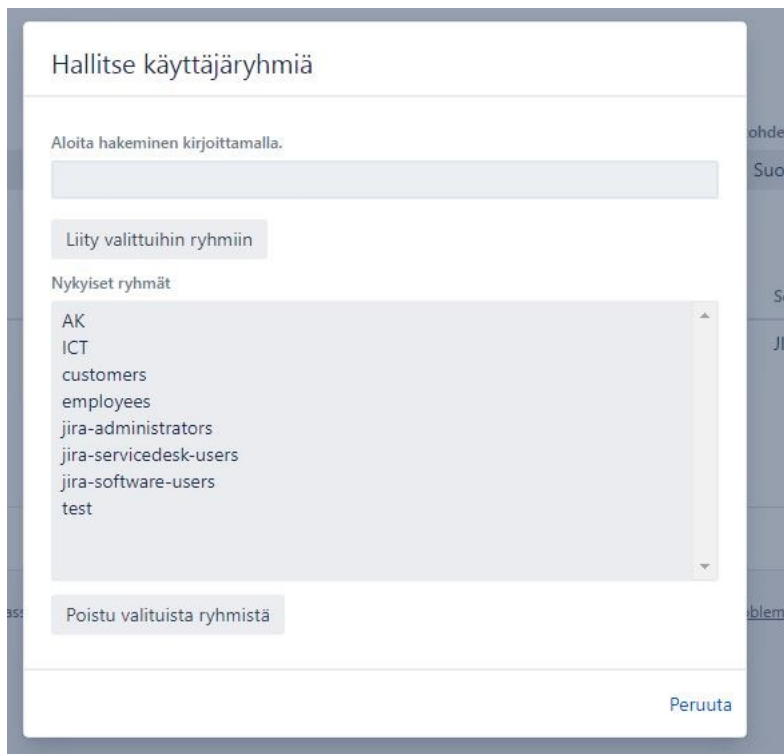 Hallitse käyttäjäryhmiä
Aloita hakeminen kirjoittamalla.
Liity valittuihin ryhmiin
Nykyiset ryhmät
AK
ICT
customers
employees
jira-administrators
jira-servicedesk-users
jira-software-users
test
Poistu valituista ryhmistä
Peruuta